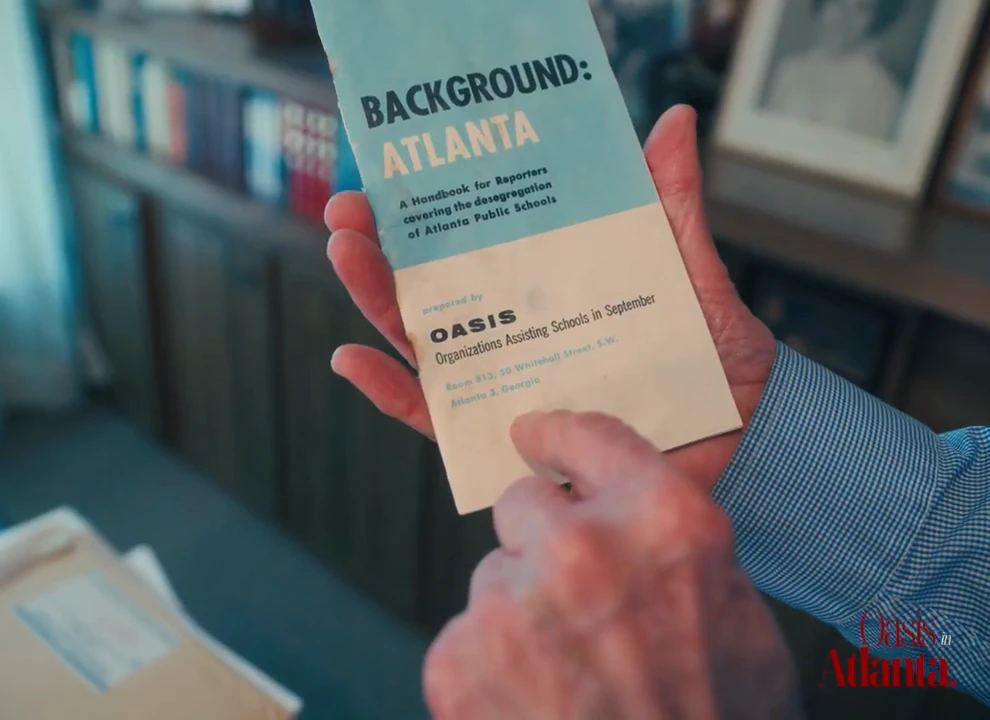 BACKGROUND:
ATLANTA
A Handbook for Reporters
covering the desegregation
of Atlanta Public Schools
prepared by
OASIS
Organizations Assisting Schools in September
Room 813, 50 Whitehall Street, S.W.
Atlanta 3, Georgia
Oasis in
Atlanta.